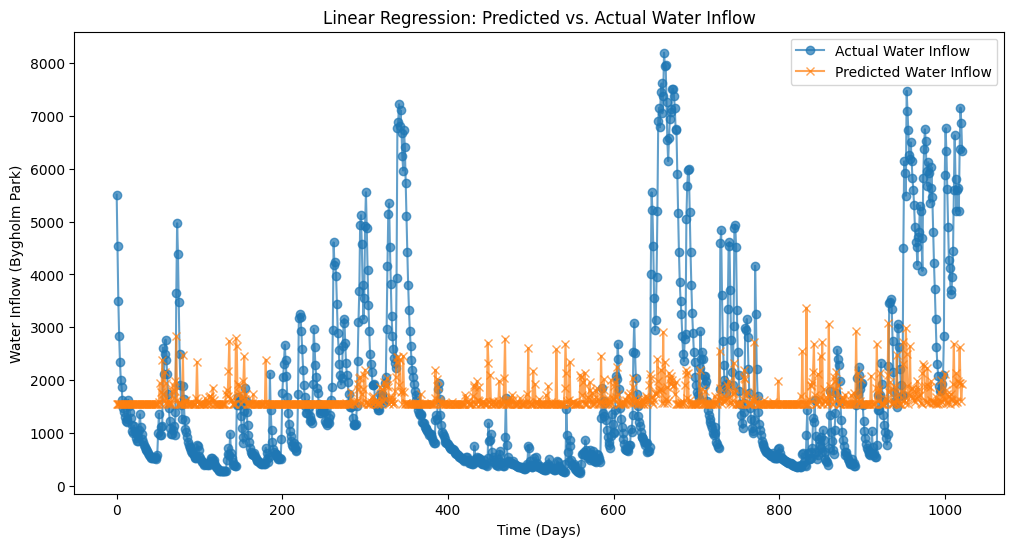 Linear Regression: Predicted vs. Actual Water Inflow
Actual Water Inflow
Predicted Water Inflow
Water Inflow (Bygholm Park)
8000
7000
6000
5000
4000
3000
2000
1000
0
0 200 400 600 800 1000
Time (Days)